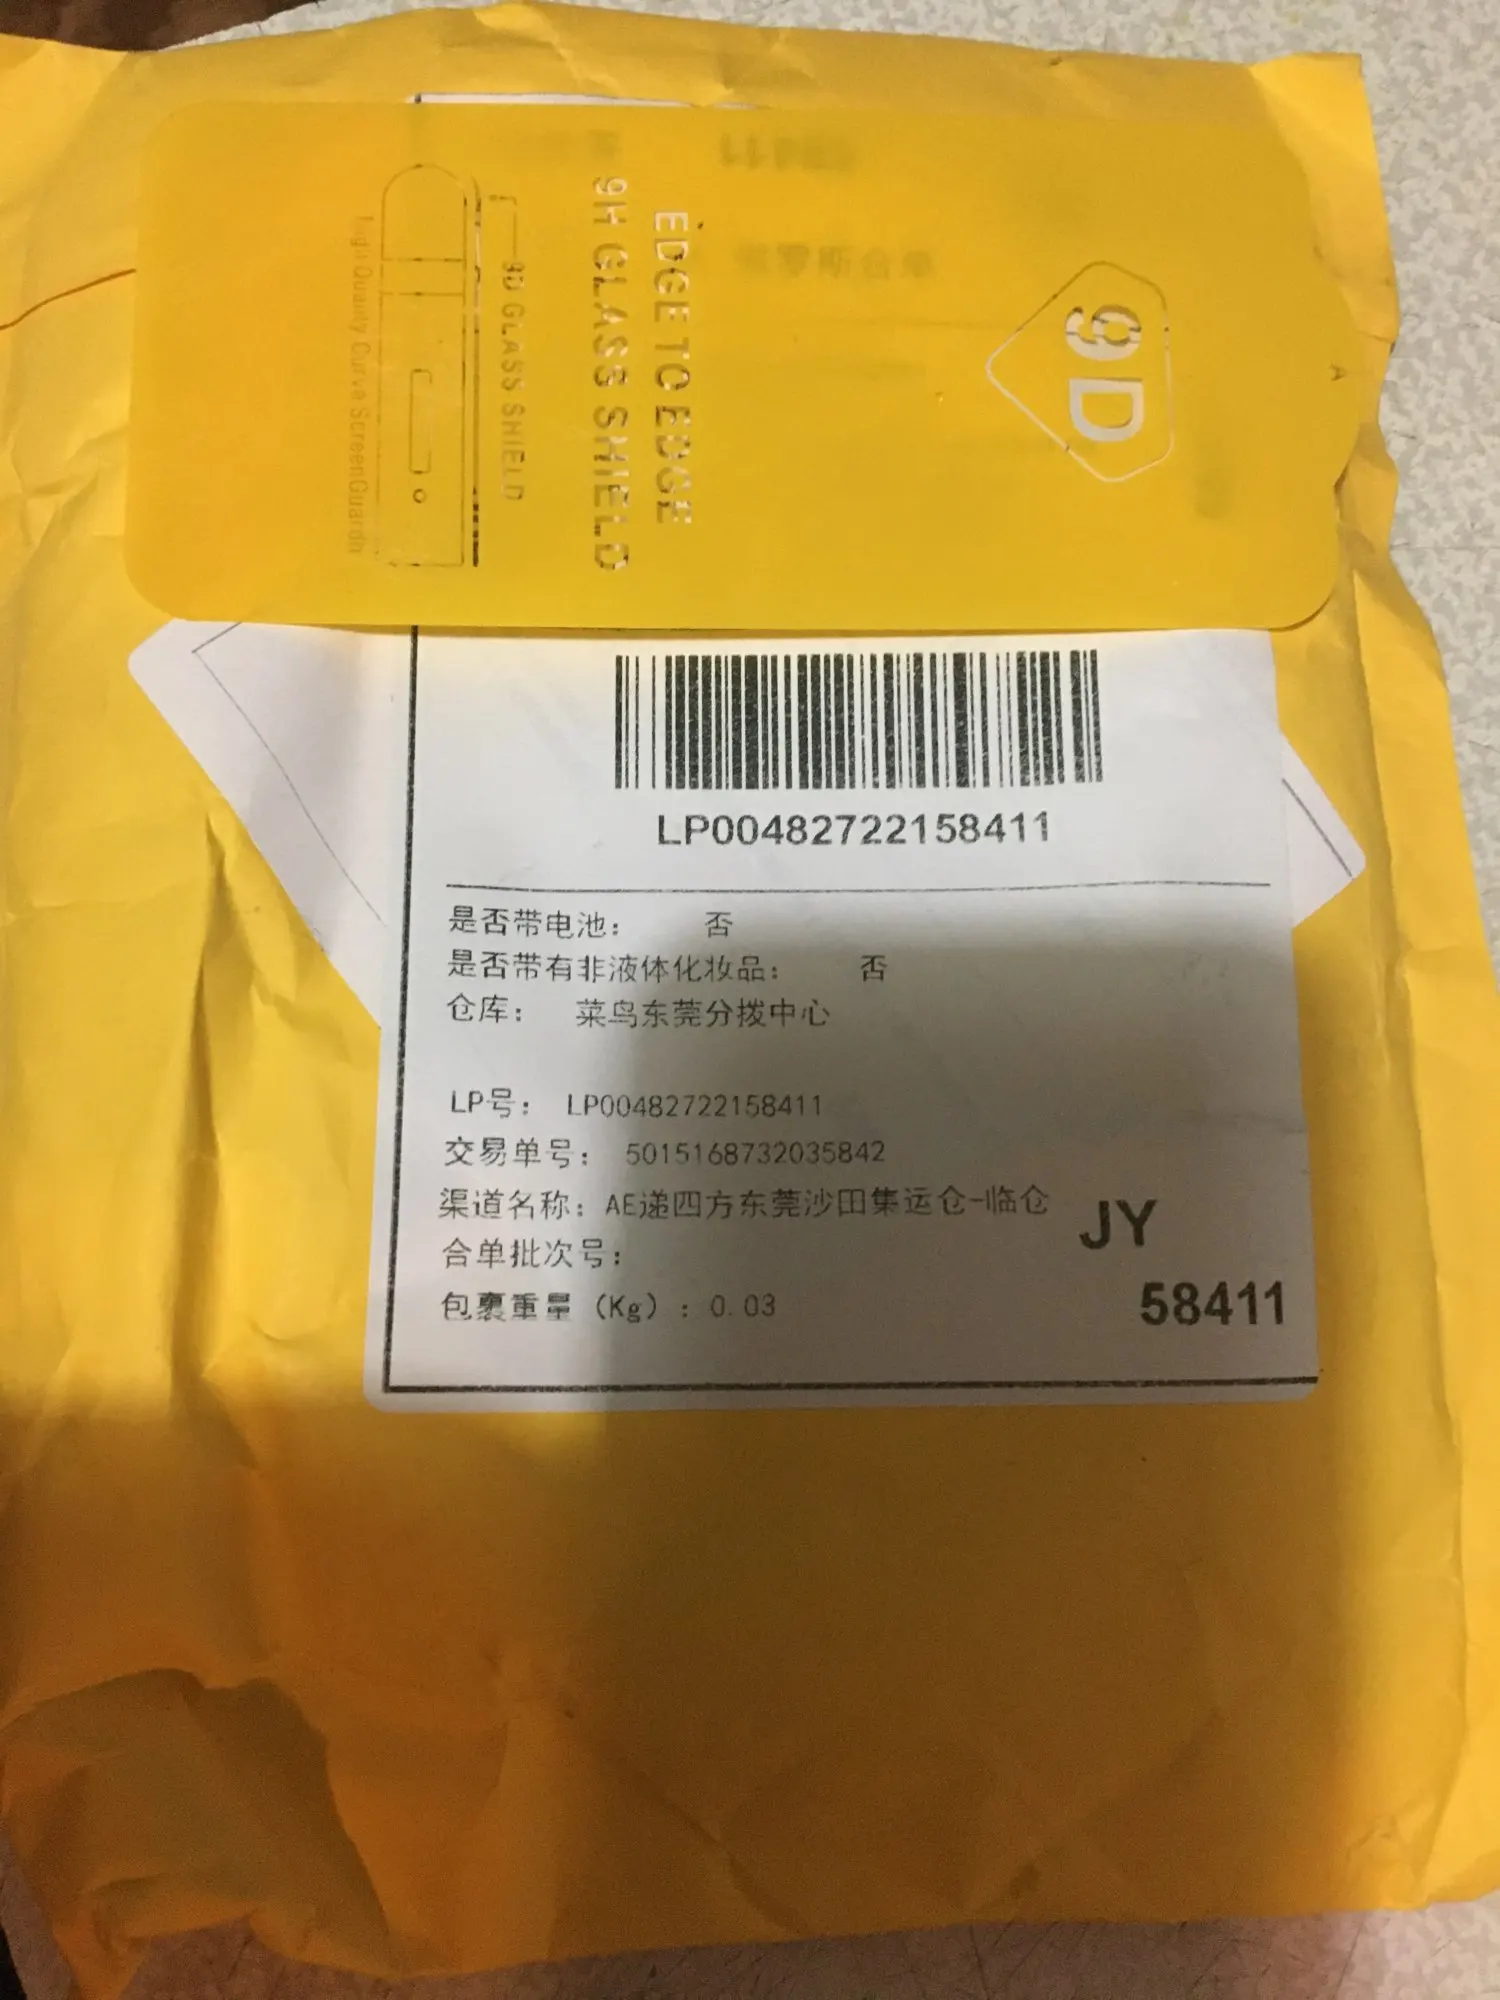 9D
EDGE TO EDGE
9H GLASS SHIELD
9D GLASS SHIELD
High Quality Curve Screen Guardn
A
LP00482722158411
是否带电池: 否
是否带有非液体化妆品: 否
仓库: 菜鸟东莞分拨中心
LP号: LP00482722158411
交易单号: 5015168732035842
渠道名称: AE递四方东莞沙田集运仓-临仓
JY
合单批次号:
包裹重量 (Kg) : 0.03
58411